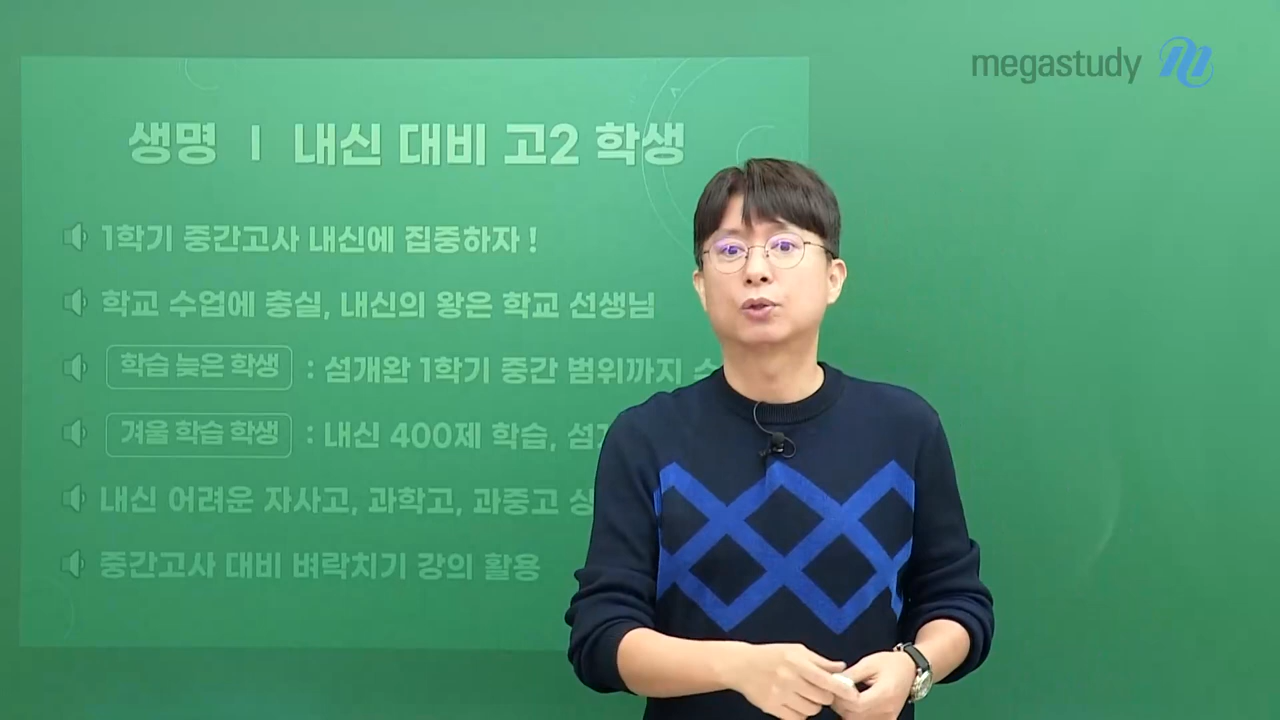 megastudy
생명 I 내신 대비 고2 학생
1학기 중간고사 내신에 집중하자 !
학교 수업에 충실, 내신의 왕은 학교 선생님
학습 늦은 학생 : 섬개완 1학기 중간 범위까지
겨울 학습 학생 : 내신 400제 학습,
내신 어려운 자사고, 과학고, 과중고
중간고사 대비 벼락치기 강의 활용